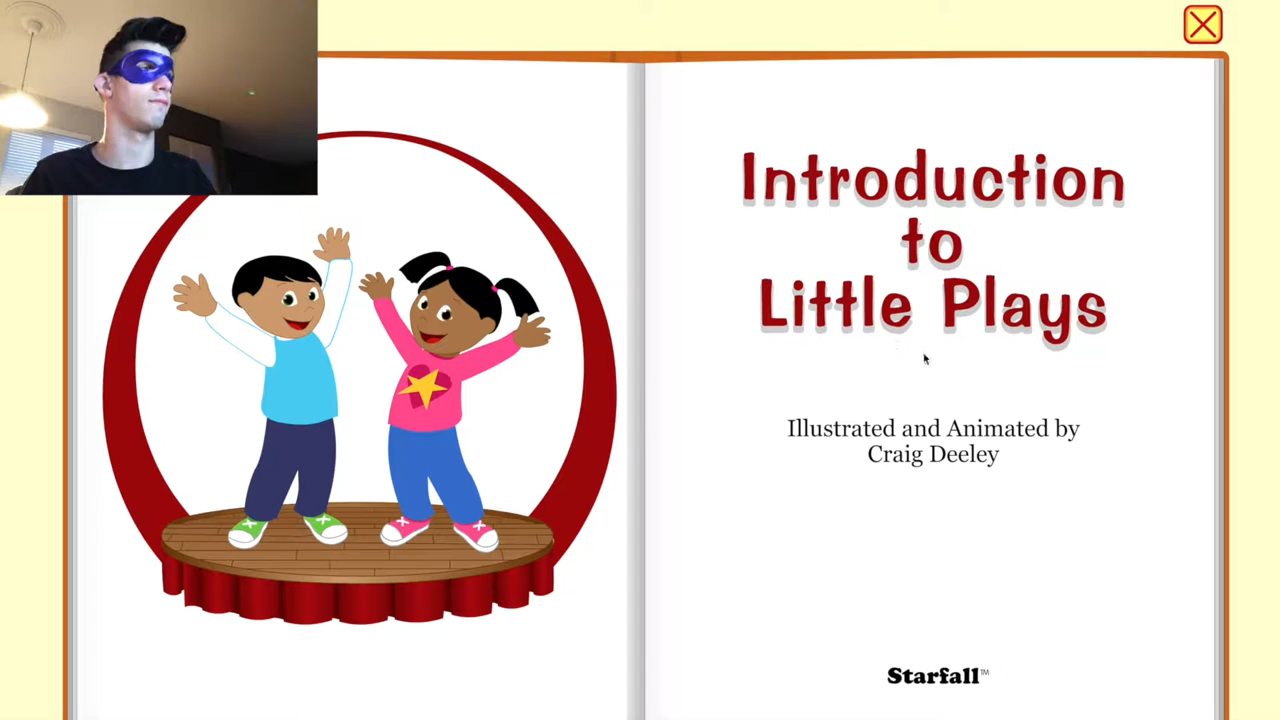 Introduction
to
Little Plays
Illustrated and Animated by
Craig Deeley
Starfall™